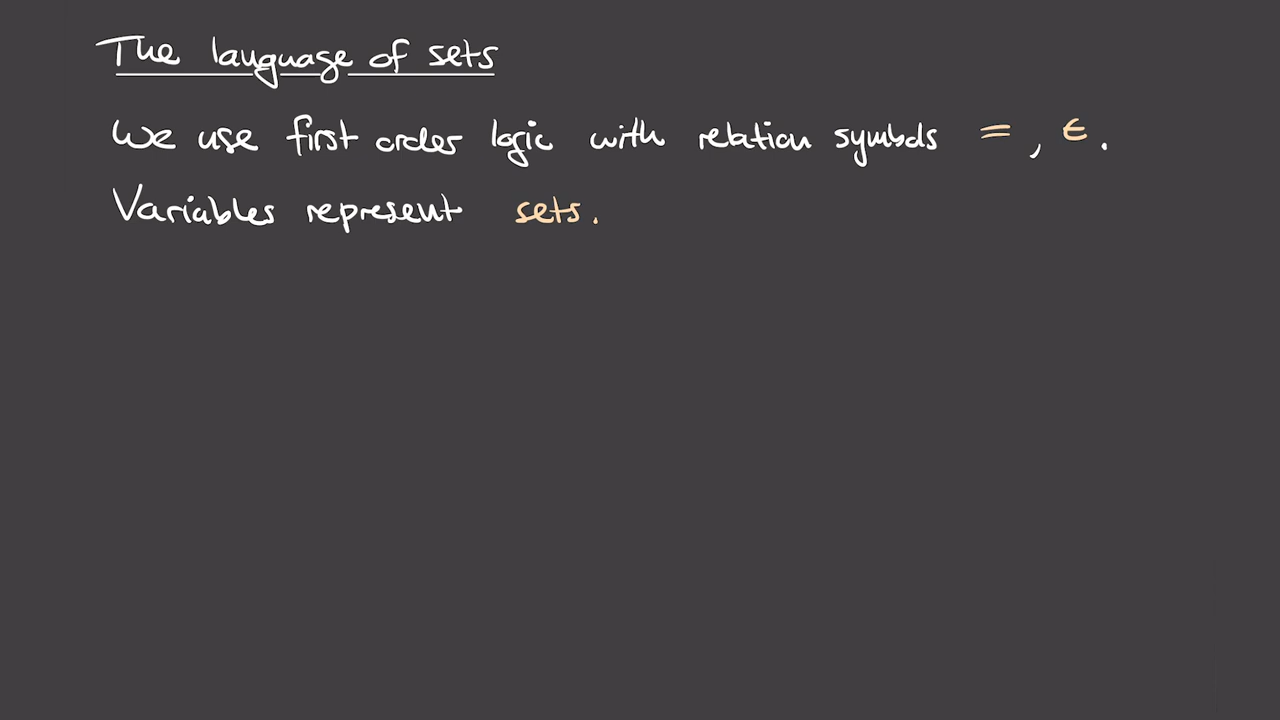 The language of sets
We use first order logic with relation symbols = , ∈ .
Variables represent sets.